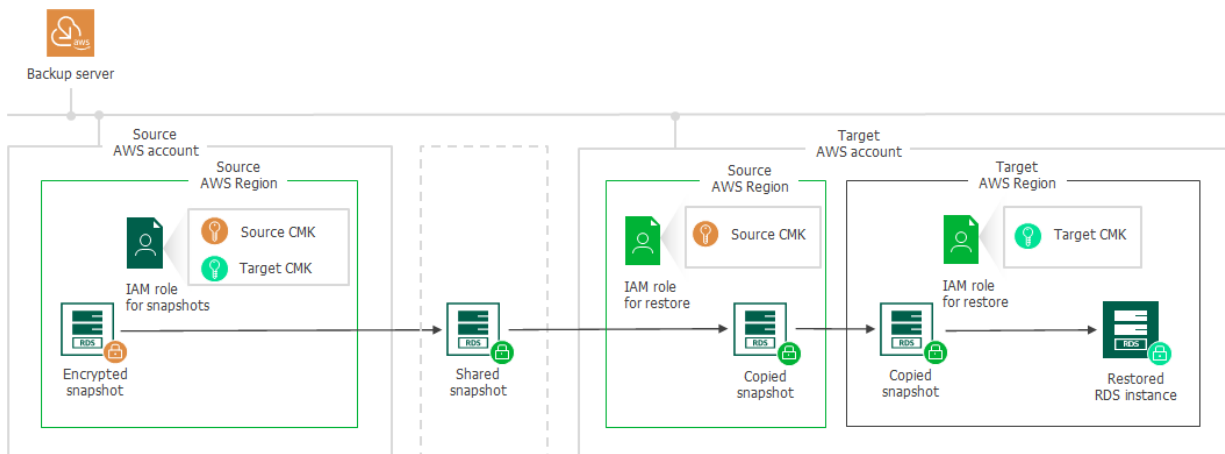 aws
Backup server
Source
AWS account
Target
AWS account
Source
AWS Region
Source
AWS Region
Target
AWS Region
Source CMK
Target CMK
Source CMK
Target CMK
IAM role
for snapshots
IAM role
for restore
IAM role
for restore
RDS
RDS
RDS
RDS
RDS
Encrypted
snapshot
Shared
snapshot
Copied
snapshot
Copied
snapshot
Restored
RDS instance